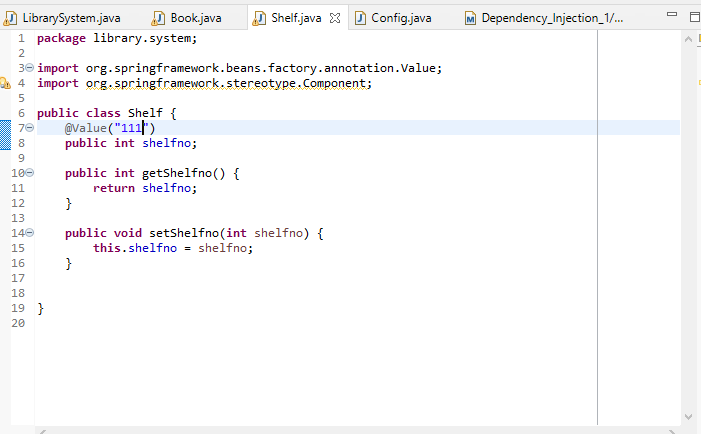 LibrarySystem.java Book.java Shelf.java Config.java Dependency_Injection_1/...
1 package library.system;
2
3 import org.springframework.beans.factory.annotation.Value;
4 import org.springframework.stereotype.Component;
5
6 public class Shelf {
7 @Value("111")
8 public int shelfno;
9
10 public int getShelfno() {
11 return shelfno;
12 }
13
14 public void setShelfno(int shelfno) {
15 this.shelfno = shelfno;
16 }
17
18
19 }
20